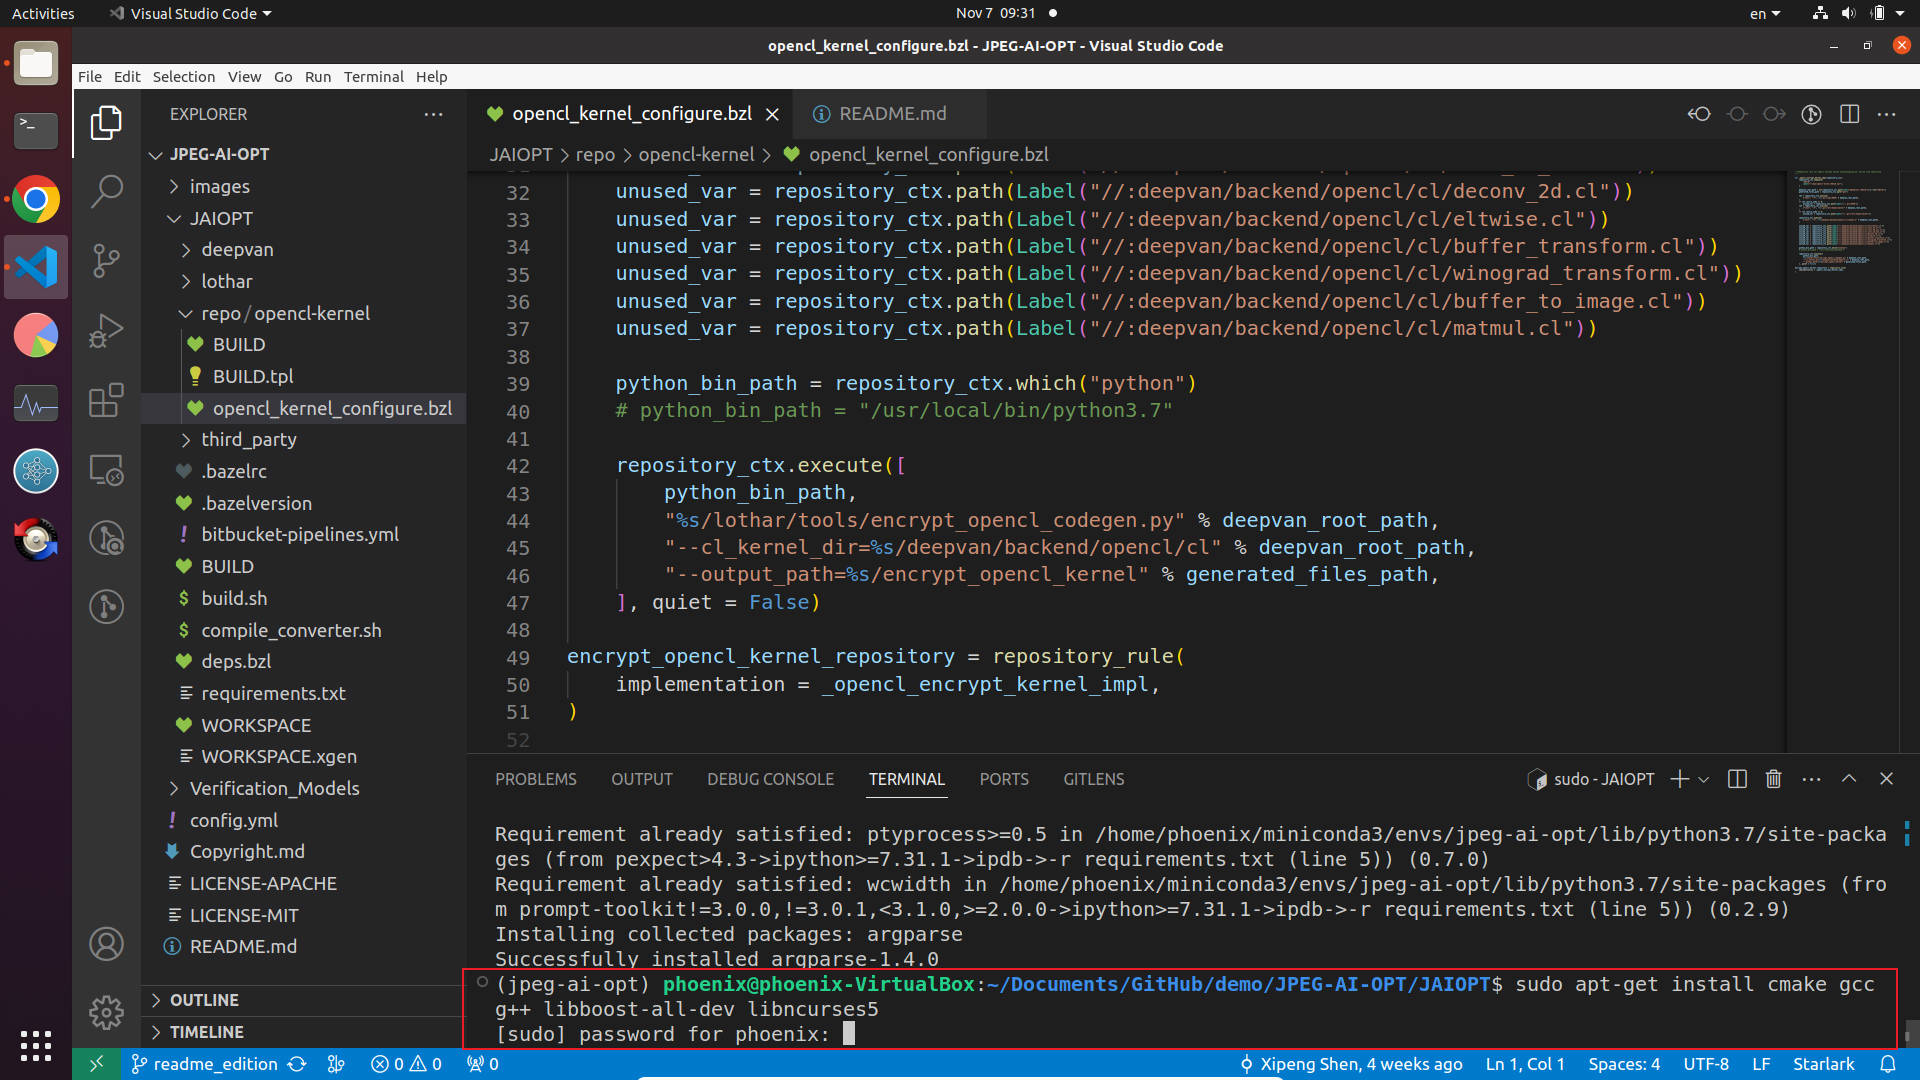 Activities
Visual Studio Code
Nov 7 09:31
en
opencl_kernel_configure.bzl - JPEG-AI-OPT - Visual Studio Code
File Edit Selection View Go Run Terminal Help
EXPLORER
JPEG-AI-OPT
images
JAIOPT
deepvan
lothar
repo / opencl-kernel
BUILD
BUILD.tpl
opencl_kernel_configure.bzl
third_party
.bazelrc
.bazelversion
bitbucket-pipelines.yml
BUILD
build.sh
compile_converter.sh
deps.bzl
requirements.txt
WORKSPACE
WORKSPACE.xgen
Verification_Models
config.yml
Copyright.md
LICENSE-APACHE
LICENSE-MIT
README.md
OUTLINE
TIMELINE
opencl_kernel_configure.bzl
README.md
JAIOPT > repo > opencl-kernel > opencl_kernel_configure.bzl
32 unused_var = repository_ctx.path(Label("//:deepvan/backend/opencl/cl/deconv_2d.cl"))
33 unused_var = repository_ctx.path(Label("//:deepvan/backend/opencl/cl/eltwise.cl"))
34 unused_var = repository_ctx.path(Label("//:deepvan/backend/opencl/cl/buffer_transform.cl"))
35 unused_var = repository_ctx.path(Label("//:deepvan/backend/opencl/cl/winograd_transform.cl"))
36 unused_var = repository_ctx.path(Label("//:deepvan/backend/opencl/cl/buffer_to_image.cl"))
37 unused_var = repository_ctx.path(Label("//:deepvan/backend/opencl/cl/matmul.cl"))
38
39 python_bin_path = repository_ctx.which("python")
40 # python_bin_path = "/usr/local/bin/python3.7"
41
42 repository_ctx.execute([
43 python_bin_path,
44 "%s/lothar/tools/encrypt_opencl_codegen.py" % deepvan_root_path,
45 "--cl_kernel_dir=%s/deepvan/backend/opencl/cl" % deepvan_root_path,
46 "--output_path=%s/encrypt_opencl_kernel" % generated_files_path,
47 ], quiet = False)
48
49 encrypt_opencl_kernel_repository = repository_rule(
50 implementation = _opencl_encrypt_kernel_impl,
51 )
52
PROBLEMS OUTPUT DEBUG CONSOLE TERMINAL PORTS GITLENS
sudo - JAIOPT
Requirement already satisfied: ptyprocess>=0.5 in /home/phoenix/miniconda3/envs/jpeg-ai-opt/lib/python3.7/site-packa
ges (from pexpect>4.3->ipython>=7.31.1->ipdb->-r requirements.txt (line 5)) (0.7.0)
Requirement already satisfied: wcwidth in /home/phoenix/miniconda3/envs/jpeg-ai-opt/lib/python3.7/site-packages (fro
m prompt-toolkit!=3.0.0,!=3.0.1,<3.1.0,>=2.0.0->ipython>=7.31.1->ipdb->-r requirements.txt (line 5)) (0.2.9)
Installing collected packages: argparse
Successfully installed argparse-1.4.0
(jpeg-ai-opt) phoenix@phoenix-VirtualBox:~/Documents/GitHub/demo/JPEG-AI-OPT/JAIOPT$ sudo apt-get install cmake gcc
g++ libboost-all-dev libncurses5
[sudo] password for phoenix:
readme_edition 0 0 0 Xipeng Shen, 4 weeks ago Ln 1, Col 1 Spaces: 4 UTF-8 LF Starlark